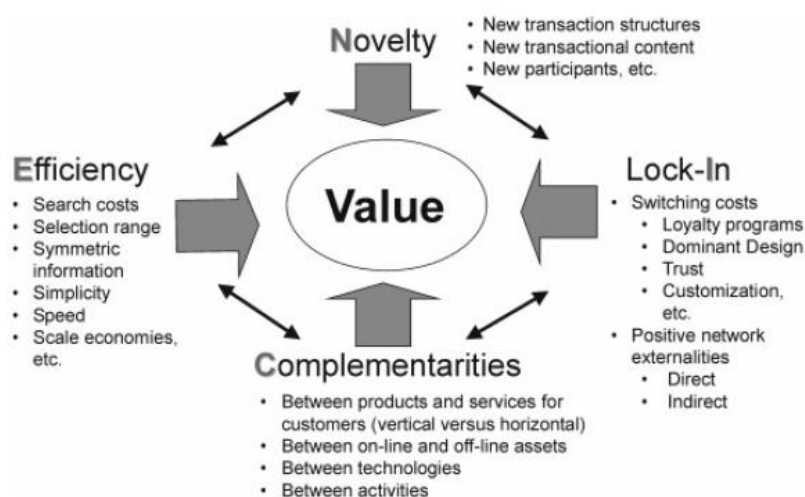 Novelty
• New transaction structures
• New transactional content
• New participants, etc.
Efficiency
• Search costs
• Selection range
• Symmetric
information
• Simplicity
• Speed
• Scale economies,
etc.
Value
Lock-In
• Switching costs
• Loyalty programs
• Dominant Design
• Trust
• Customization,
etc.
• Positive network
externalities
• Direct
• Indirect
Complementarities
• Between products and services for
customers (vertical versus horizontal)
• Between on-line and off-line assets
• Between technologies
• Between activities